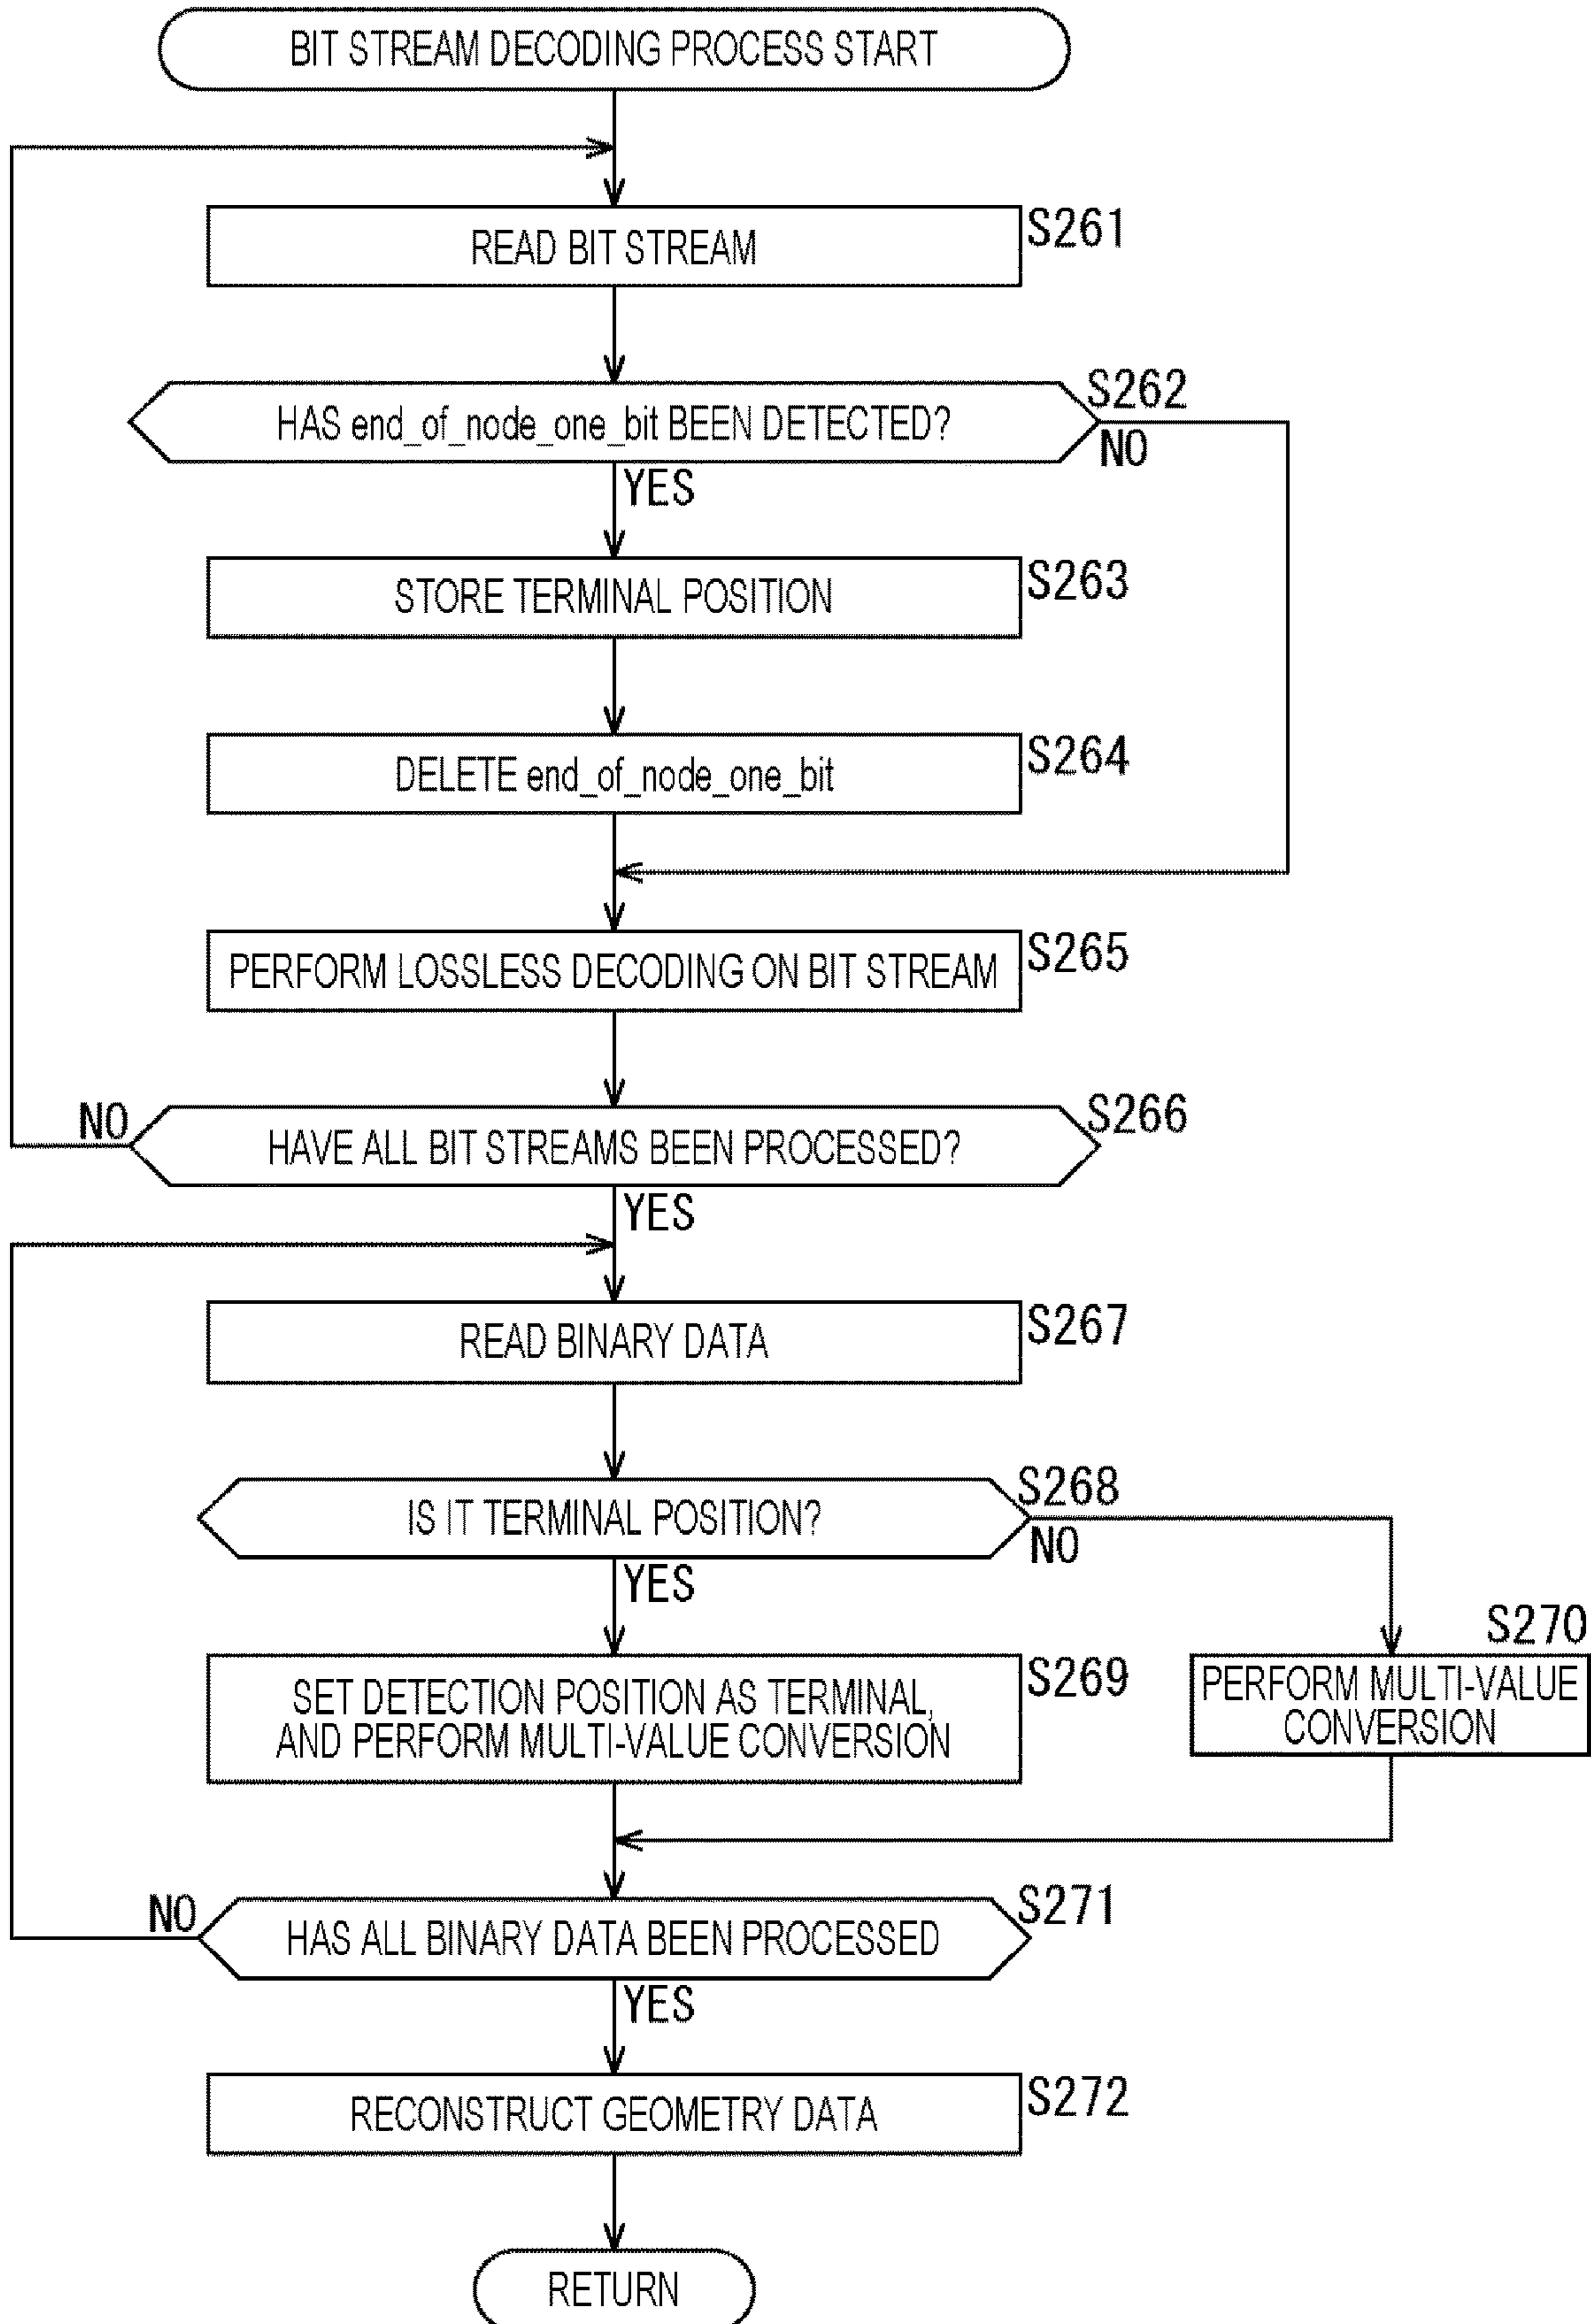 BIT STREAM DECODING PROCESS START
READ BIT STREAM
S261
HAS end_of_node_one_bit BEEN DETECTED?
S262
NO
YES
STORE TERMINAL POSITION
S263
DELETE end_of_node_one_bit
S264
PERFORM LOSSLESS DECODING ON BIT STREAM
S265
NO
HAVE ALL BIT STREAMS BEEN PROCESSED?
S266
YES
READ BINARY DATA
S267
IS IT TERMINAL POSITION?
S268
NO
YES
SET DETECTION POSITION AS TERMINAL,
AND PERFORM MULTI-VALUE CONVERSION
S269
S270
PERFORM MULTI-VALUE
CONVERSION
NO
HAS ALL BINARY DATA BEEN PROCESSED
S271
YES
RECONSTRUCT GEOMETRY DATA
S272
RETURN